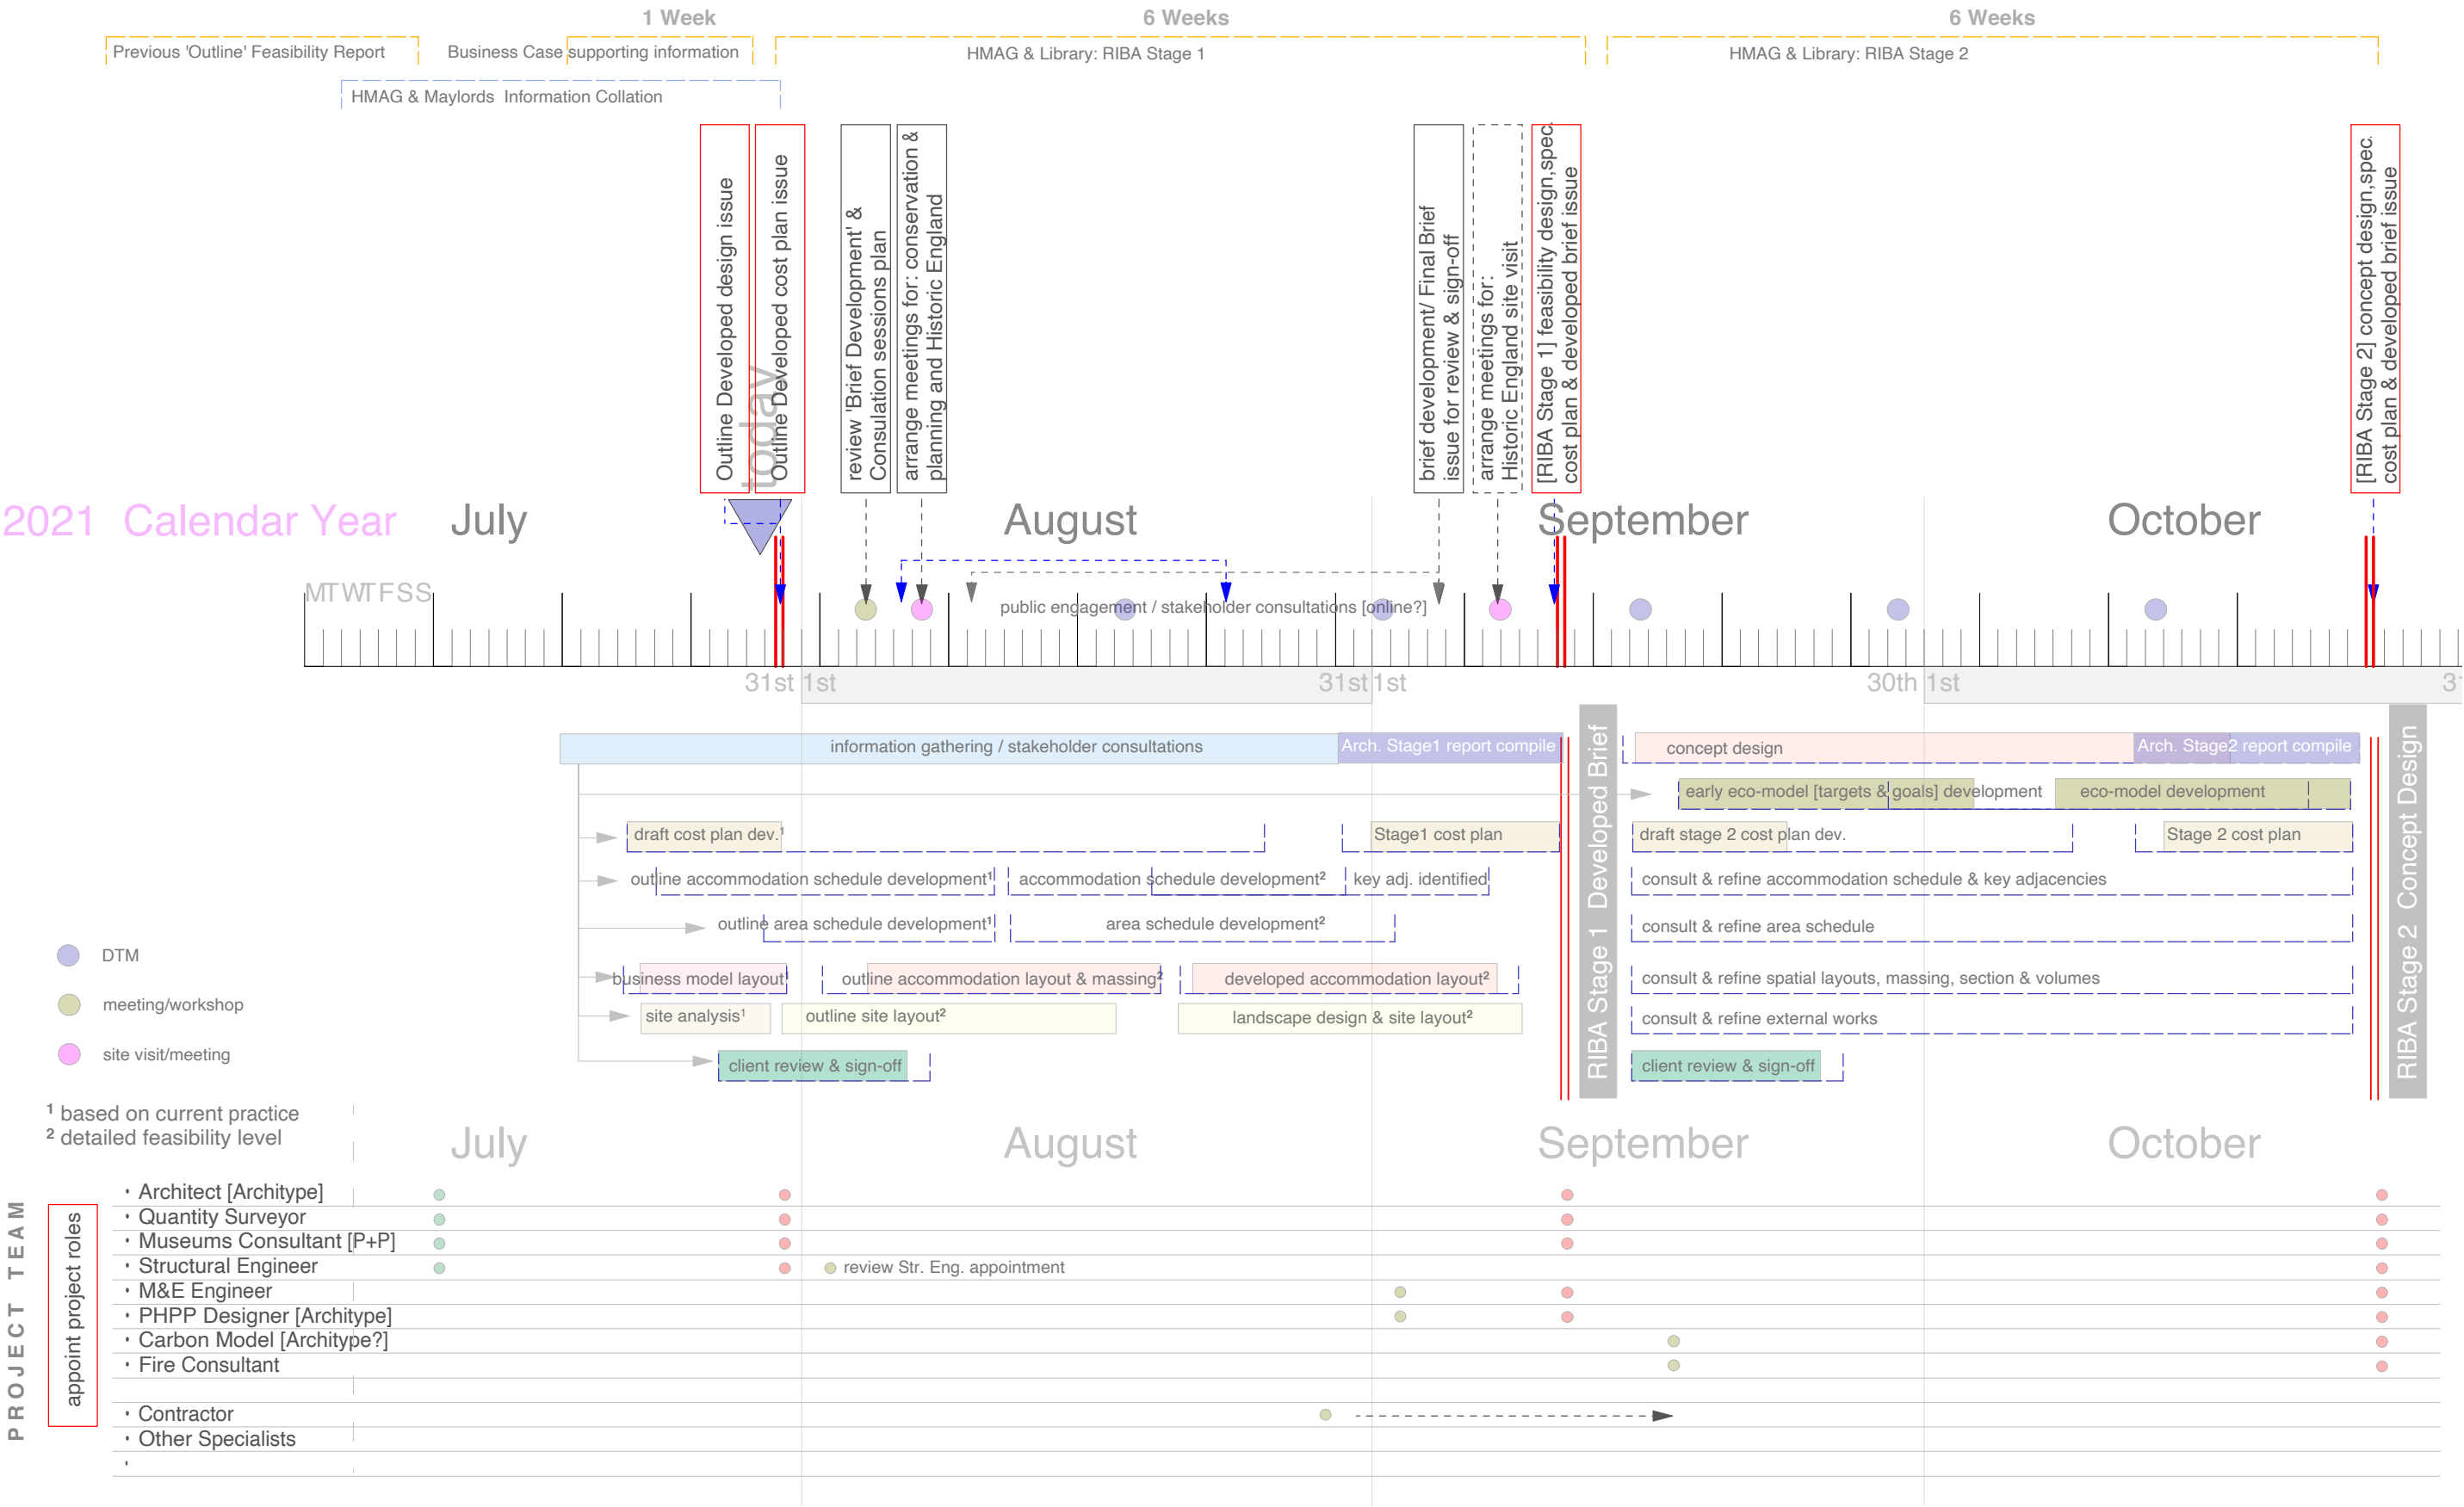 1 Week
6 Weeks
6 Weeks
Previous 'Outline' Feasibility Report
Business Case supporting information
HMAG & Library: RIBA Stage 1
HMAG & Library: RIBA Stage 2
HMAG & Maylords Information Collation
Outline Developed design issue
today
Outline Developed cost plan issue
review 'Brief Development' &
Consulation sessions plan
arrange meetings for: conservation &
planning and Historic England
brief development/ Final Brief
issue for review & sign-off
arrange meetings for:
Historic England site visit
[RIBA Stage 1] feasibility design,spec.
cost plan & developed brief issue
[RIBA Stage 2] concept design,spec.
cost plan & developed brief issue
2021 Calendar Year
July
August
September
October
MTWTFSS
public engagement / stakeholder consultations [online?]
31st 1st
31st 1st
30th 1st
3
information gathering / stakeholder consultations
Arch. Stage1 report compile
concept design
Arch. Stage2 report compile
early eco-model [targets & goals] development
eco-model development
draft cost plan dev.¹
Stage1 cost plan
draft stage 2 cost plan dev.
Stage 2 cost plan
outline accommodation schedule development¹
accommodation schedule development²
key adj. identified
consult & refine accommodation schedule & key adjacencies
outline area schedule development¹
area schedule development²
consult & refine area schedule
business model layout¹
outline accommodation layout & massing²
developed accommodation layout²
consult & refine spatial layouts, massing, section & volumes
site analysis¹
outline site layout²
landscape design & site layout²
consult & refine external works
client review & sign-off
client review & sign-off
RIBA Stage 1 Developed Brief
RIBA Stage 2 Concept Design
DTM
meeting/workshop
site visit/meeting
¹ based on current practice
² detailed feasibility level
July
August
September
October
PROJECT TEAM
appoint project roles
· Architect [Architype]
· Quantity Surveyor
· Museums Consultant [P+P]
· Structural Engineer
review Str. Eng. appointment
· M&E Engineer
· PHPP Designer [Architype]
· Carbon Model [Architype?]
· Fire Consultant
· Contractor
· Other Specialists
·